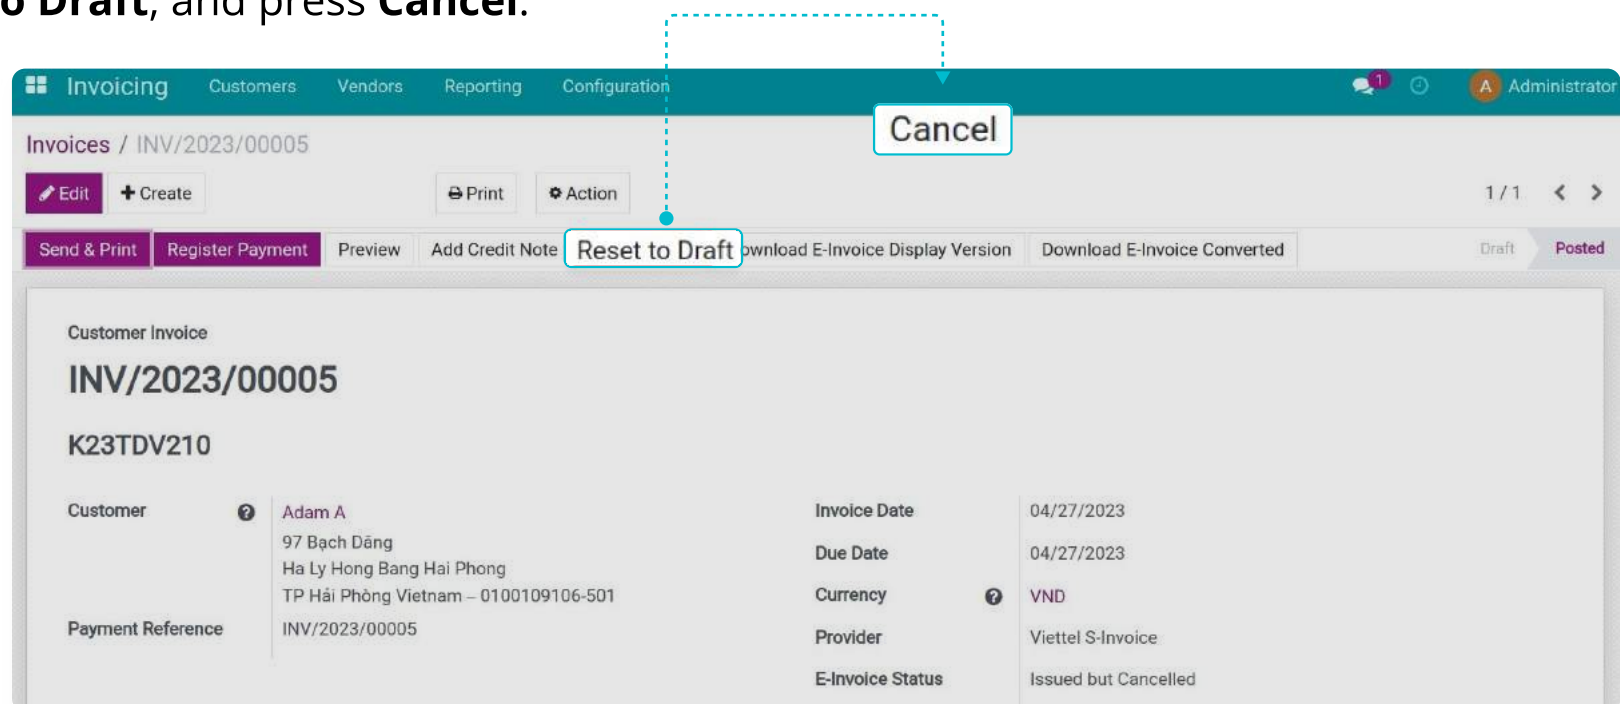 o Draft, and press Cancel.
Invoicing Customers Vendors Reporting Configuration 1 A Administrator
Cancel
Invoices / INV/2023/00005
Edit Create Print Action 1 / 1
Send & Print Register Payment Preview Add Credit Note Reset to Draft ownload E-Invoice Display Version Download E-Invoice Converted Draft Posted
Customer Invoice
INV/2023/00005
K23TDV210
Customer Adam A Invoice Date 04/27/2023
97 Bạch Dăng
Due Date 04/27/2023
Ha Ly Hong Bang Hai Phong
TP Hải Phòng Vietnam – 0100109106-501 Currency VND
Payment Reference INV/2023/00005 Provider Viettel S-Invoice
E-Invoice Status Issued but Cancelled